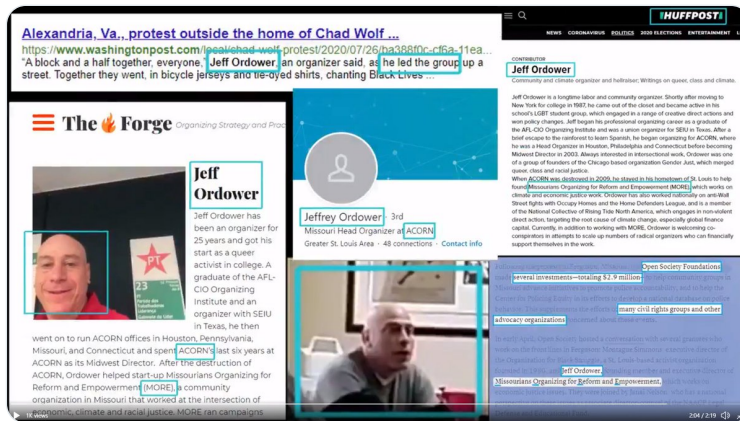 Alexandria, Va., protest outside the home of Chad Wolf ...
https://www.washingtonpost.com/local/chad-wolf-protest/2020/07/26/ba388f0c-cf6a-11ea...
"A block and a half together, everyone," Jeff Ordower, an organizer said, as he led the group up a
street. Together they went, in bicycle jerseys and tie-dyed shirts, chanting Black Lives ...
The Forge Organizing Strategy and Prac
Jeff
Ordower
Jeff Ordower has
been an organizer for
25 years and got his
start as a queer
activist in college. A
graduate of the AFL-
CIO Organizing
Institute and an
organizer with SEIU
in Texas, he then
went on to run ACORN offices in Houston, Pennsylvania,
Missouri, and Connecticut and spent ACORN's last six years at
ACORN as its Midwest Director. After the destruction of
ACORN, Ordower helped start-up Missourians Organizing for
Reform and Empowerment (MORE), a community
organization in Missouri that worked at the intersection of
economic, climate and racial justice. MORE ran campaigns
PT
23
1K views
Jeffrey Ordower · 3rd
Missouri Head Organizer at ACORN
Greater St. Louis Area · 48 connections · Contact info
HUFFPOST
NEWS CORONAVIRUS POLITICS 2020 ELECTIONS ENTERTAINMENT L
CONTRIBUTOR
Jeff Ordower
Community and climate organizer and hellraiser; Writings on queer, class and climate.
Jeff Ordower is a longtime labor and community organizer. Shortly after moving to
New York for college in 1987, he came out of the closet and became active in his
school's LGBT student group, which engaged in a range of creative direct actions and
won policy changes. Jeff began his professional organizing career as a graduate of
the AFL-CIO Organizing Institute and was a union organizer for SEIU in Texas. After a
brief escape to the rainforest to learn Spanish, he began organizing for ACORN, where
he was a Head Organizer in Houston, Philadelphia and Connecticut before becoming
Midwest Director in 2003. Always interested in intersectional work, Ordower was one
of a group of founders of the Chicago based organization Gender Just, which merged
queer, class and racial justice.
When ACORN was destroyed in 2009, he stayed in his hometown of St. Louis to help
found Missourians Organizing for Reform and Empowerment (MORE), which works on
climate and economic justice work. Ordower has also worked nationally on anti-Wall
Street fights with Occupy Homes and the Home Defenders League, and is a member
of the National Collective of Rising Tide North America, which engages in non-violent
direct action, targeting the root cause of climate change, especially global finance
capital. Currently, in addition to working with MORE, Ordower is welcoming co-
conspirators in attempts to scale up numbers of radical organizers who can financially
support themselves in the work.
Open Society Foundations
several investments—totaling $2.9 million
many civil rights groups and other
advocacy organizations
Jeff Ordower,
Missourians Organizing for Reform and Empowerment,
2:04 / 2:19